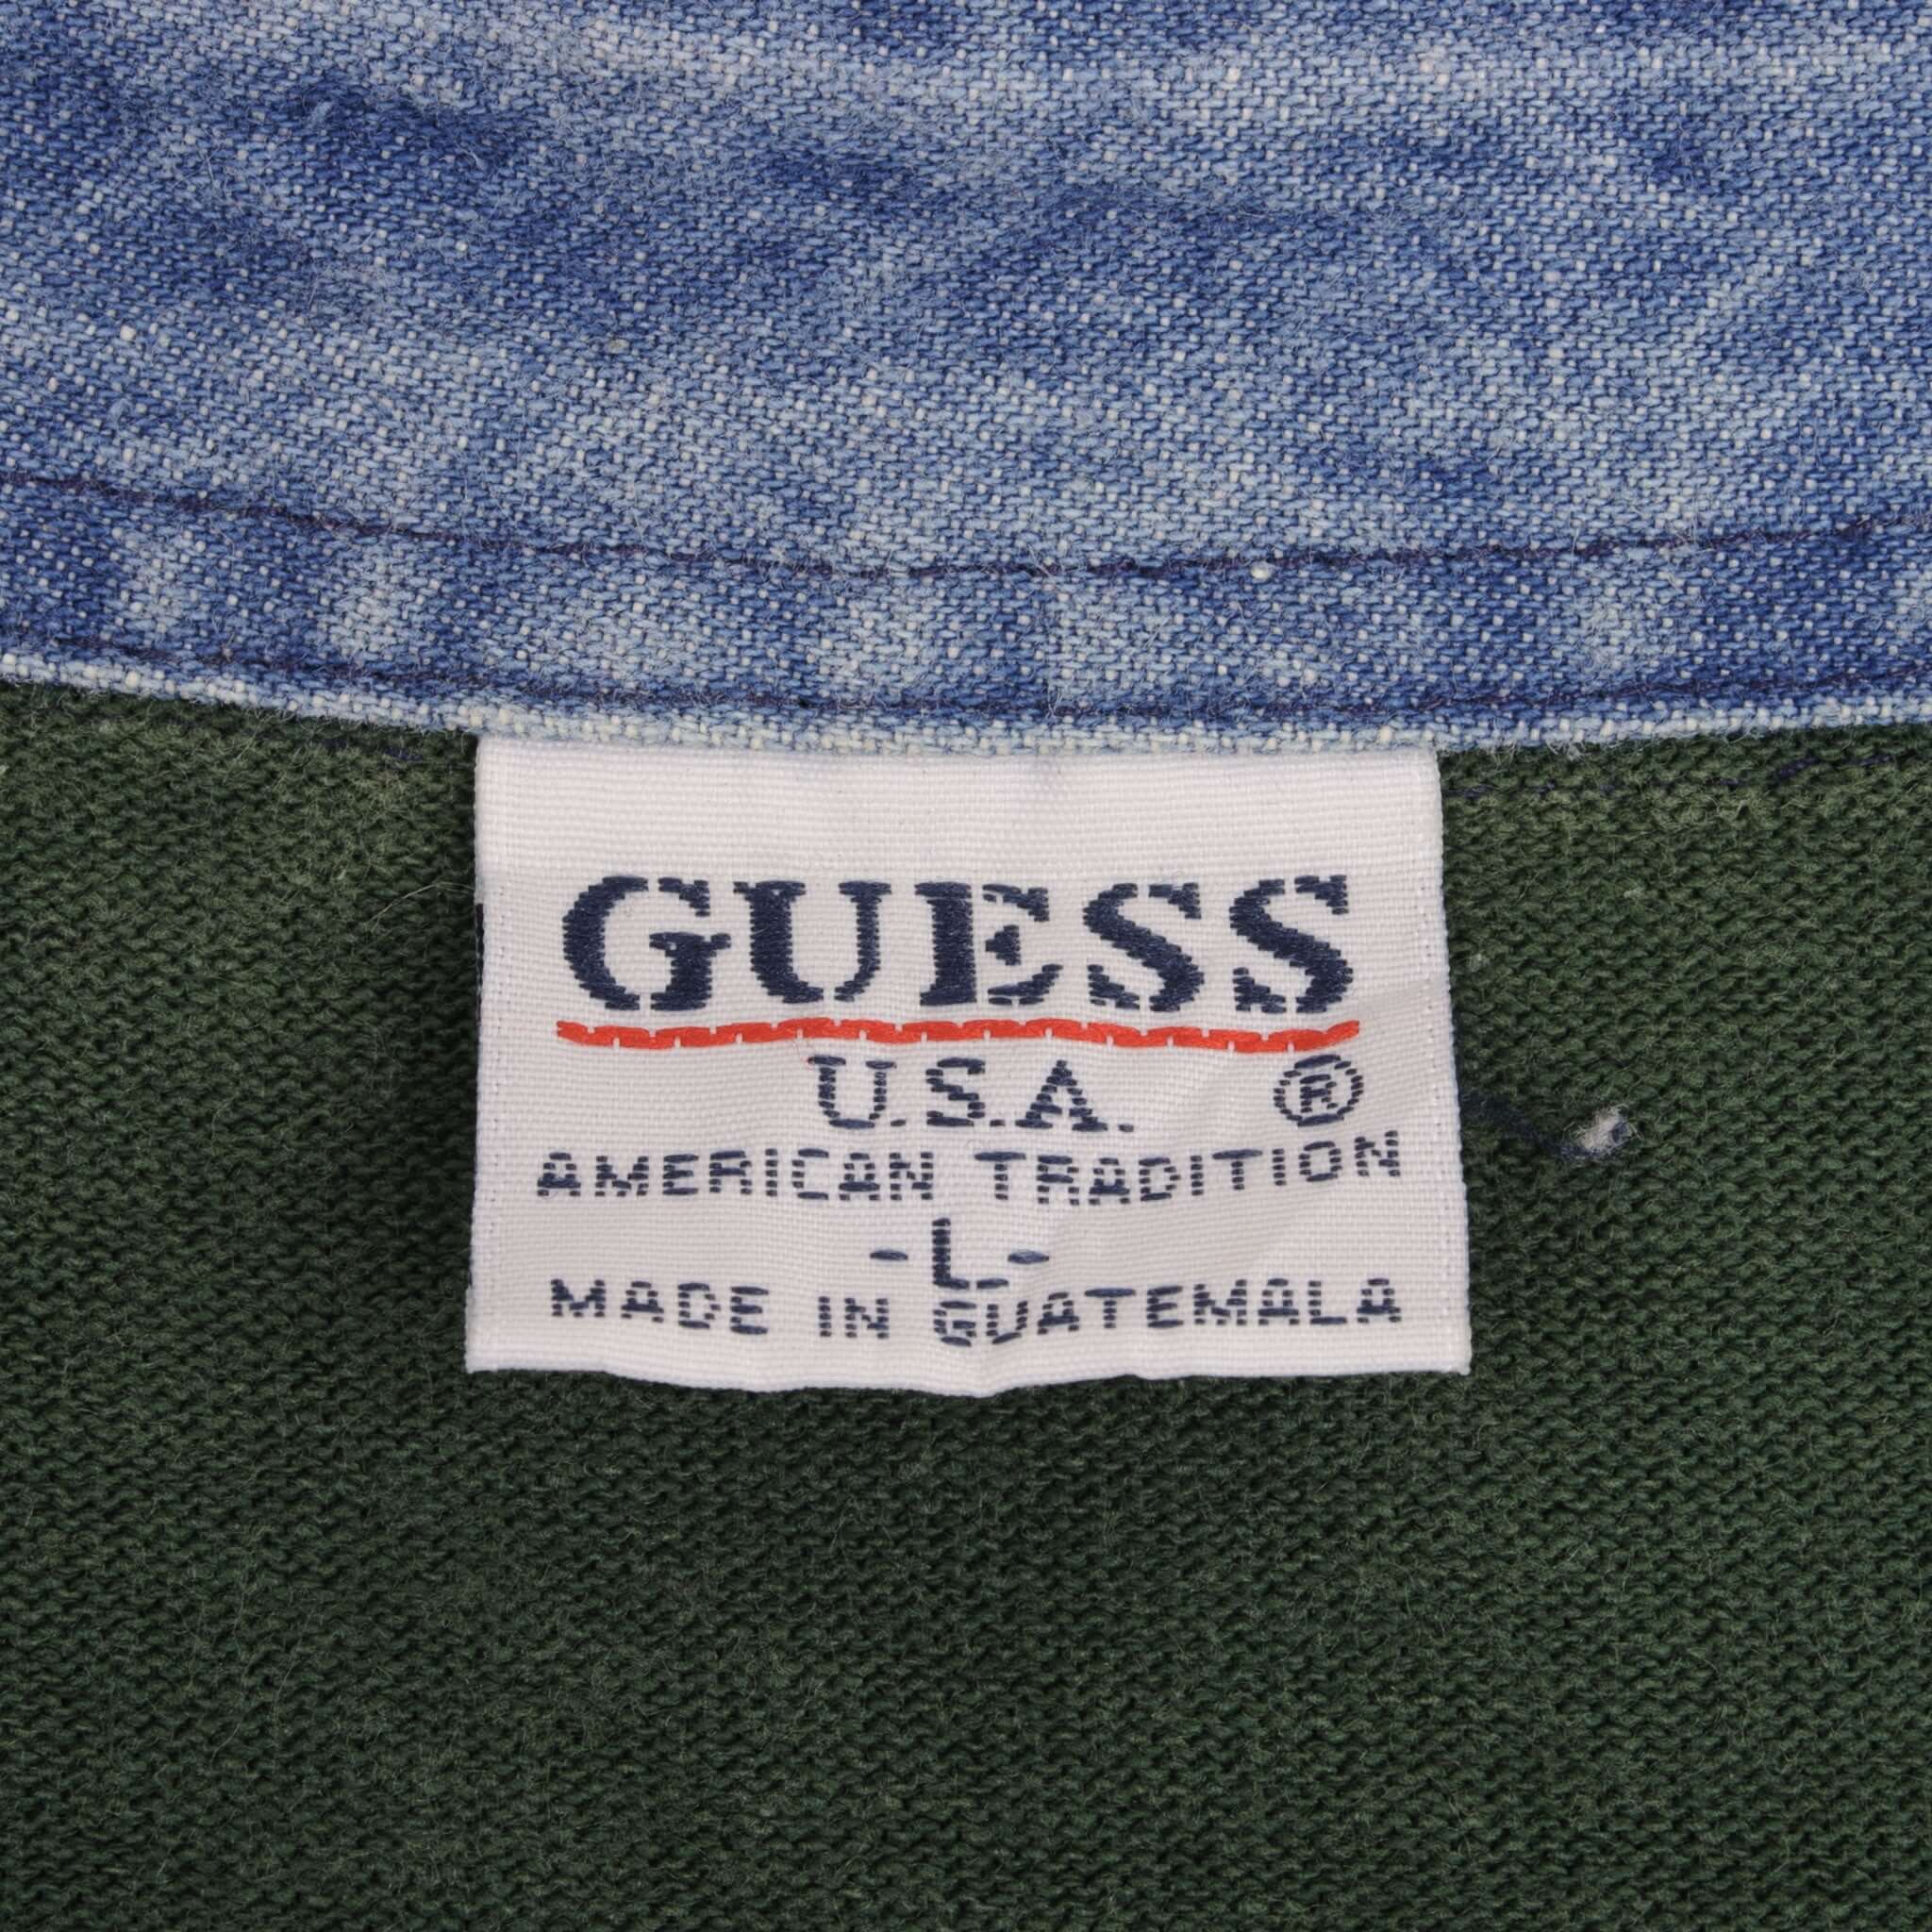 GUESS
U.S.A. ®
AMERICAN TRADITION
-L-
MADE IN GUATEMALA